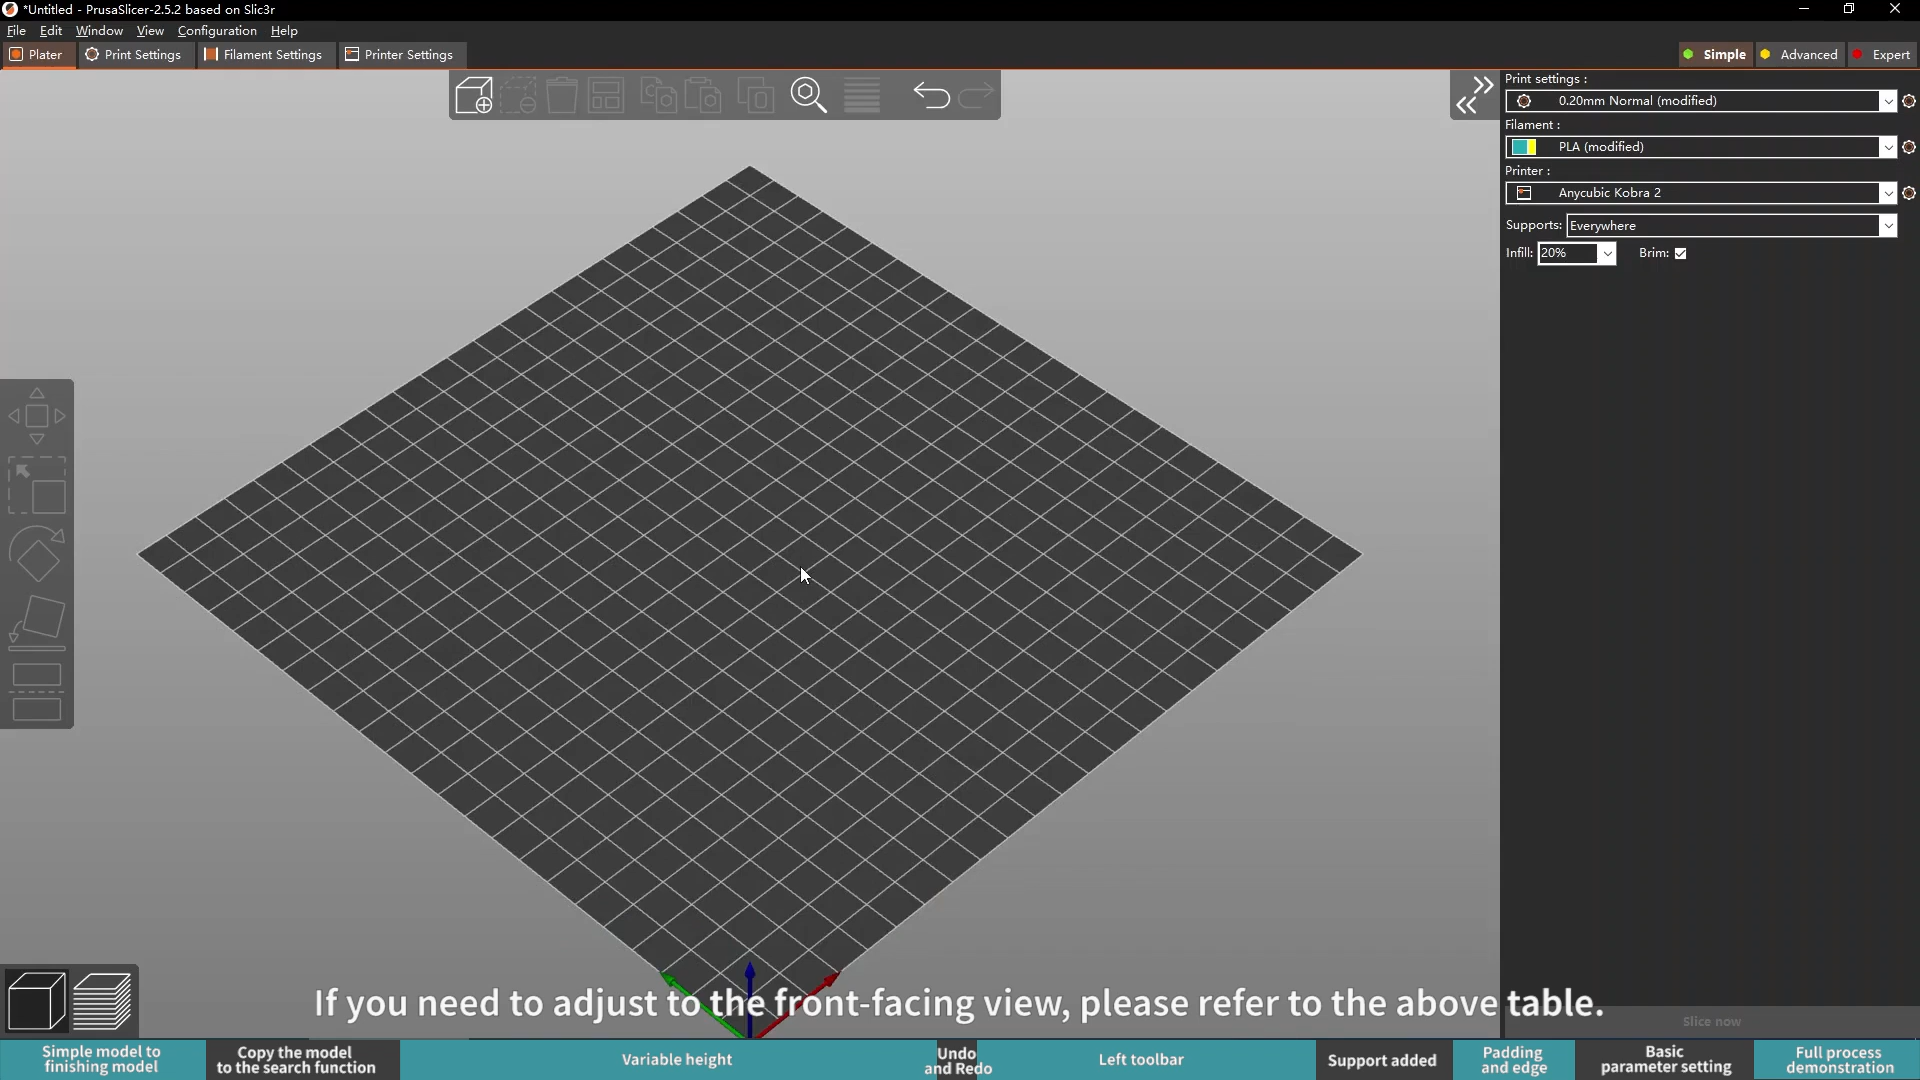 *Untitled - PrusaSlicer-2.5.2 based on Slic3r
File Edit Window View Configuration Help
Plater Print Settings Filament Settings Printer Settings Simple Advanced Expert
Print settings :
0.20mm Normal (modified)
Filament :
PLA (modified)
Printer :
Anycubic Kobra 2
Supports: Everywhere
Infill: 20% Brim:
If you need to adjust to the front-facing view, please refer to the above table.
Slice now
Simple model to
finishing model
Copy the model
to the search function
Variable height
Undo
and Redo
Left toolbar
Support added
Padding
and edge
Basic
parameter setting
Full process
demonstration